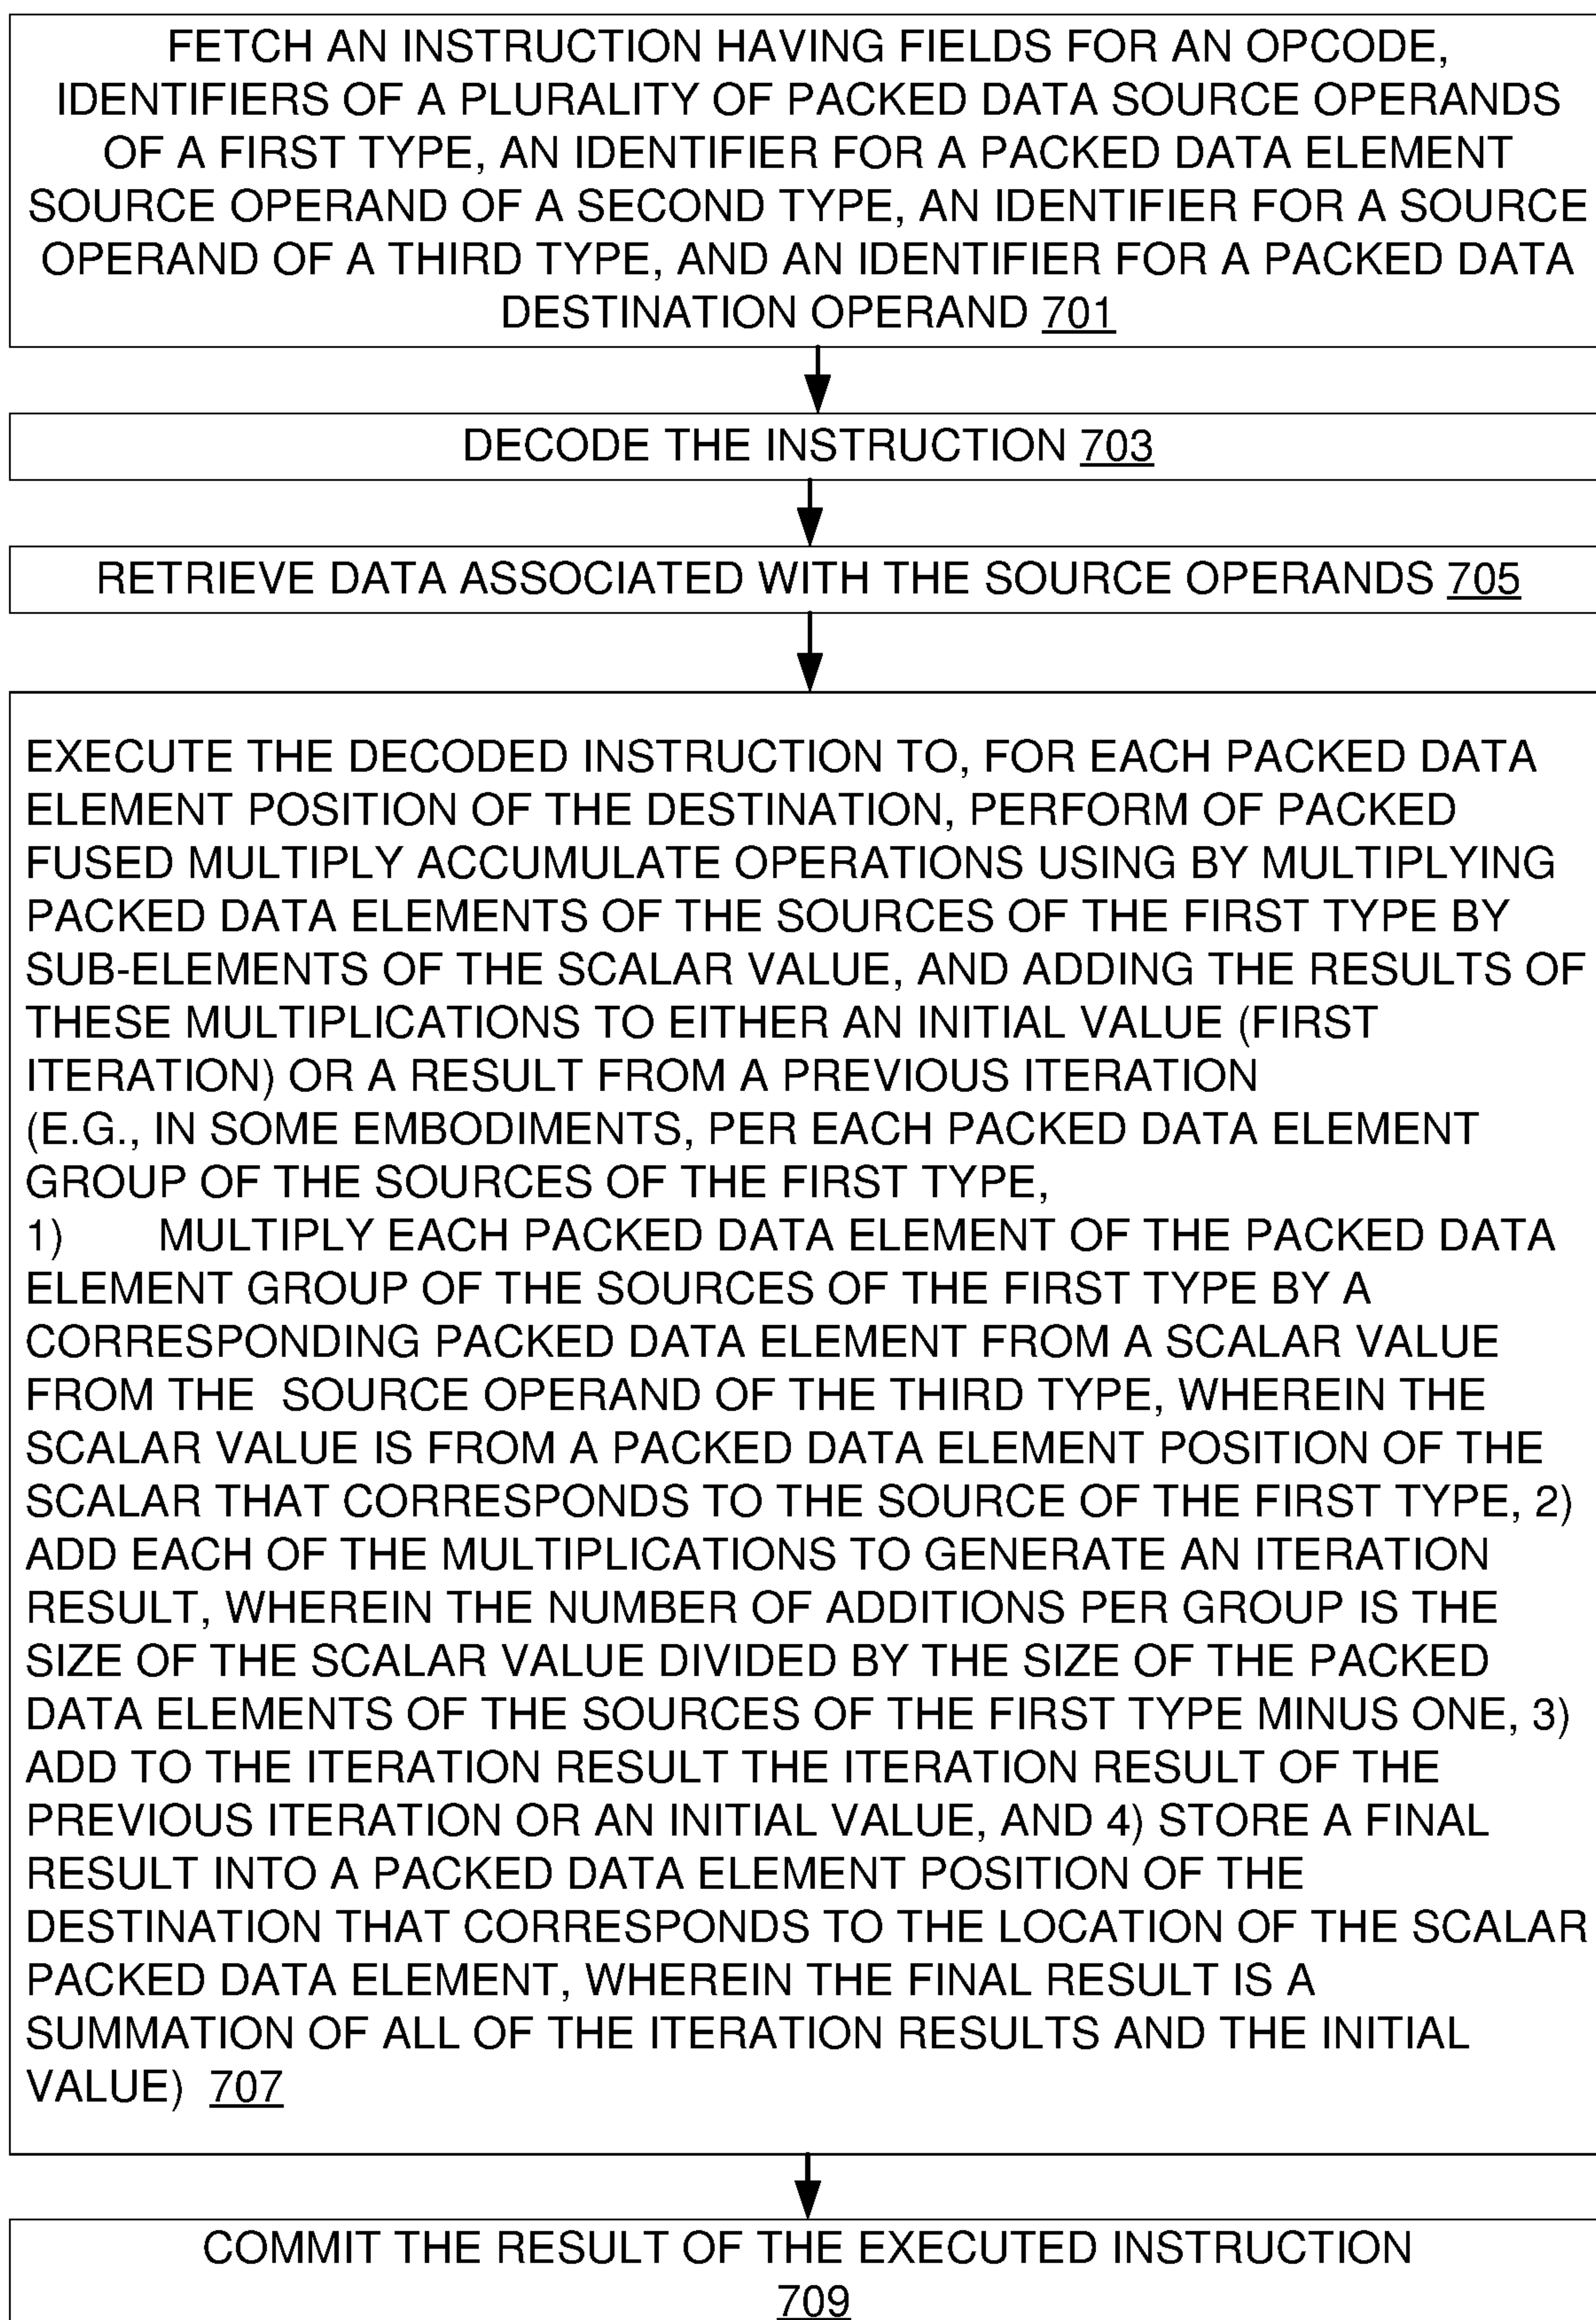 FETCH AN INSTRUCTION HAVING FIELDS FOR AN OPCODE,
IDENTIFIERS OF A PLURALITY OF PACKED DATA SOURCE OPERANDS
OF A FIRST TYPE, AN IDENTIFIER FOR A PACKED DATA ELEMENT
SOURCE OPERAND OF A SECOND TYPE, AN IDENTIFIER FOR A SOURCE
OPERAND OF A THIRD TYPE, AND AN IDENTIFIER FOR A PACKED DATA
DESTINATION OPERAND 701
DECODE THE INSTRUCTION 703
RETRIEVE DATA ASSOCIATED WITH THE SOURCE OPERANDS 705
EXECUTE THE DECODED INSTRUCTION TO, FOR EACH PACKED DATA
ELEMENT POSITION OF THE DESTINATION, PERFORM OF PACKED
FUSED MULTIPLY ACCUMULATE OPERATIONS USING BY MULTIPLYING
PACKED DATA ELEMENTS OF THE SOURCES OF THE FIRST TYPE BY
SUB-ELEMENTS OF THE SCALAR VALUE, AND ADDING THE RESULTS OF
THESE MULTIPLICATIONS TO EITHER AN INITIAL VALUE (FIRST
ITERATION) OR A RESULT FROM A PREVIOUS ITERATION
(E.G., IN SOME EMBODIMENTS, PER EACH PACKED DATA ELEMENT
GROUP OF THE SOURCES OF THE FIRST TYPE,
1) MULTIPLY EACH PACKED DATA ELEMENT OF THE PACKED DATA
ELEMENT GROUP OF THE SOURCES OF THE FIRST TYPE BY A
CORRESPONDING PACKED DATA ELEMENT FROM A SCALAR VALUE
FROM THE SOURCE OPERAND OF THE THIRD TYPE, WHEREIN THE
SCALAR VALUE IS FROM A PACKED DATA ELEMENT POSITION OF THE
SCALAR THAT CORRESPONDS TO THE SOURCE OF THE FIRST TYPE, 2)
ADD EACH OF THE MULTIPLICATIONS TO GENERATE AN ITERATION
RESULT, WHEREIN THE NUMBER OF ADDITIONS PER GROUP IS THE
SIZE OF THE SCALAR VALUE DIVIDED BY THE SIZE OF THE PACKED
DATA ELEMENTS OF THE SOURCES OF THE FIRST TYPE MINUS ONE, 3)
ADD TO THE ITERATION RESULT THE ITERATION RESULT OF THE
PREVIOUS ITERATION OR AN INITIAL VALUE, AND 4) STORE A FINAL
RESULT INTO A PACKED DATA ELEMENT POSITION OF THE
DESTINATION THAT CORRESPONDS TO THE LOCATION OF THE SCALAR
PACKED DATA ELEMENT, WHEREIN THE FINAL RESULT IS A
SUMMATION OF ALL OF THE ITERATION RESULTS AND THE INITIAL
VALUE) 707
COMMIT THE RESULT OF THE EXECUTED INSTRUCTION
709